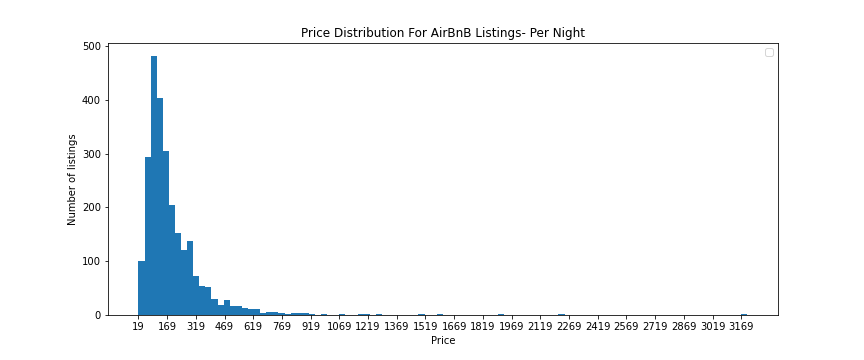 Price Distribution For AirBnB Listings- Per Night
500
400
300
200
100
0
Number of listings
19 169 319 469 619 769 919 1069 1219 1369 1519 1669 1819 1969 2119 2269 2419 2569 2719 2869 3019 3169
Price